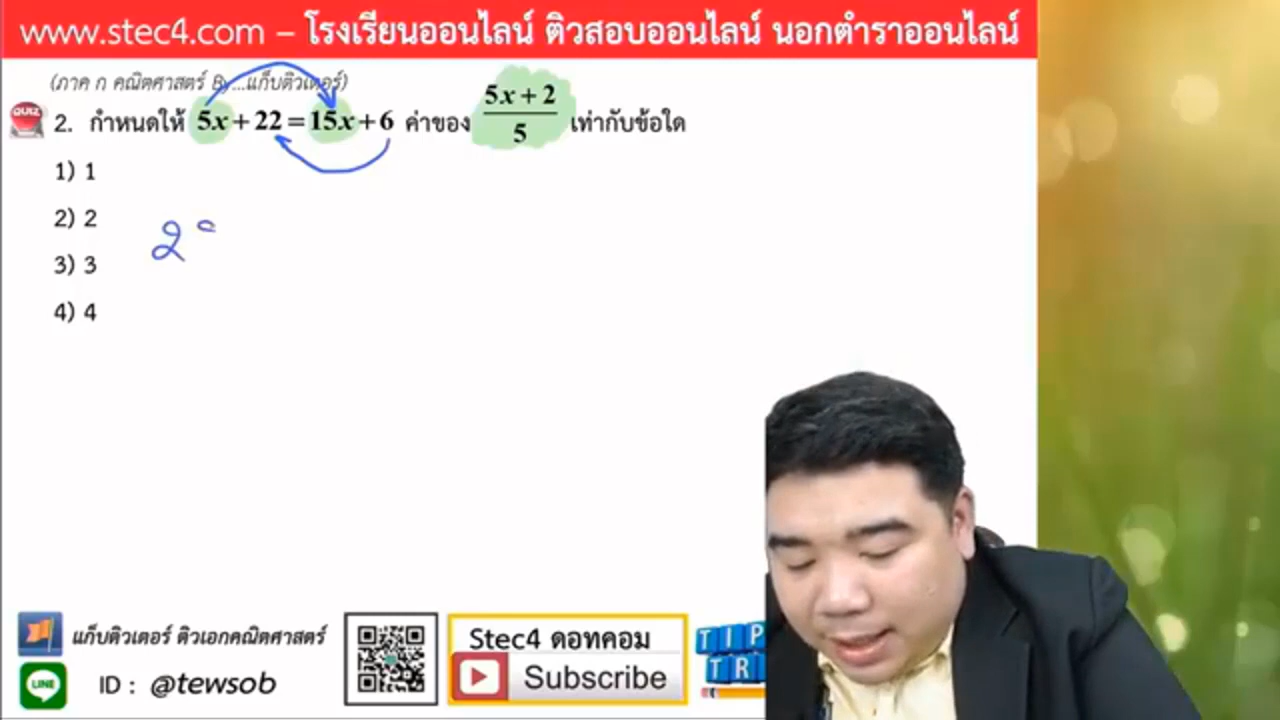 www.stec4.com – โรงเรียนออนไลน์ ติวสอบออนไลน์ นอกตำราออนไลน์
(ภาค ก คณิตศาสตร์ By...แก็บติวเตอร์)
QUIZ
2. กำหนดให้ 5x + 22 = 15x + 6 ค่าของ (5x + 2)/5 เท่ากับข้อใด
1) 1
2) 2
3) 3
4) 4
2
แก็บติวเตอร์ ติวเอกคณิตศาสตร์
LINE
ID : @tewsob
Stec4 ดอทคอม
Subscribe